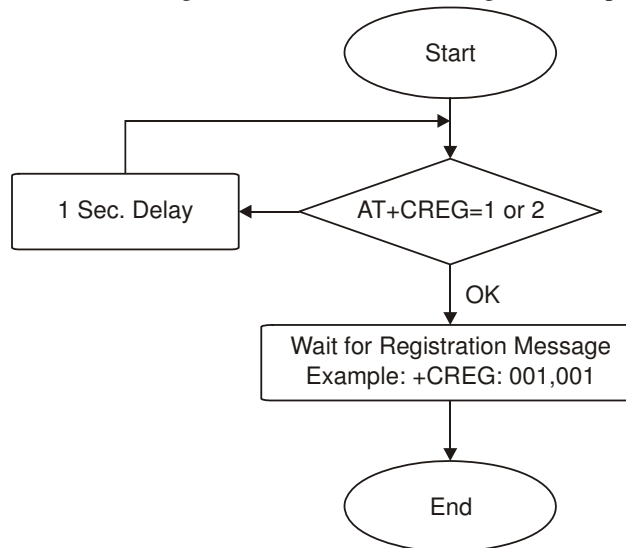 Start
1 Sec. Delay
AT+CREG=1 or 2
OK
Wait for Registration Message
Example: +CREG: 001,001
End